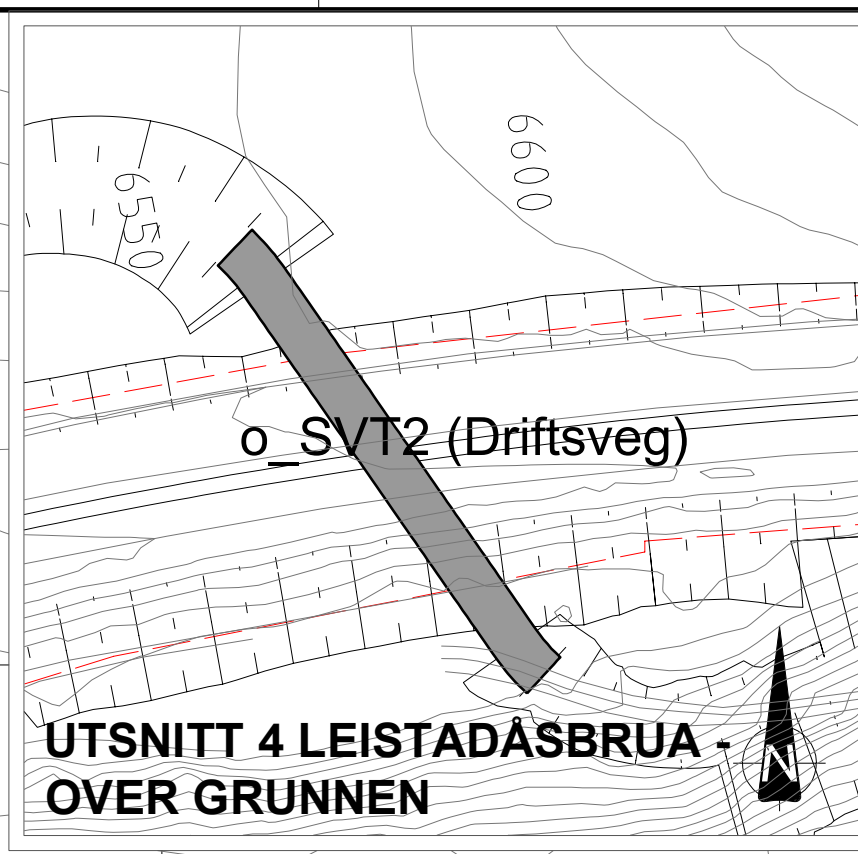 6600
6550
o_SVT2 (Driftsveg)
UTSNITT 4 LEISTADÅSBRUA -
OVER GRUNNEN
N